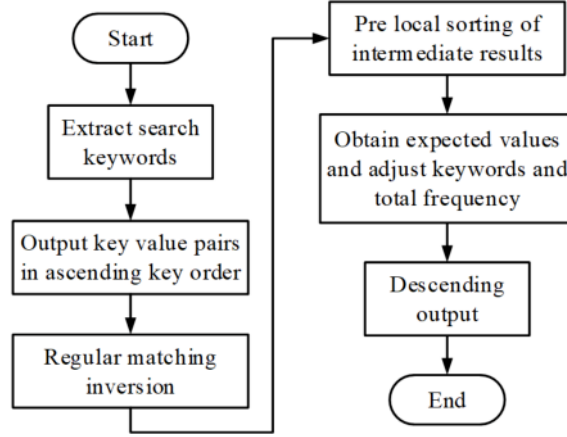 Start
Extract search
keywords
Output key value pairs
in ascending key order
Regular matching
inversion
Pre local sorting of
intermediate results
Obtain expected values
and adjust keywords and
total frequency
Descending
output
End